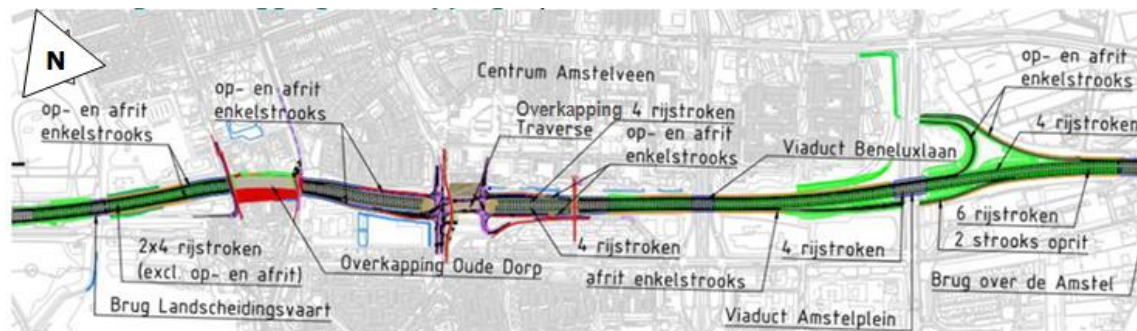 N
op- en afrit
enkelstrooks
op- en afrit
enkelstrooks
Centrum Amstelveen
Overkapping
Traverse
4 rijstroken
op- en afrit
enkelstrooks
Viaduct Beneluxlaan
op- en afrit
enkelstrooks
4 rijstroken
2x4 rijstroken
(excl. op- en afrit)
Brug Landscheidingsvaart
Overkapping Oude Dorp
4 rijstroken
afrit enkelstrooks
4 rijstroken
Viaduct Amstelplein
6 rijstroken
2 strooks oprit
Brug over de Amstel